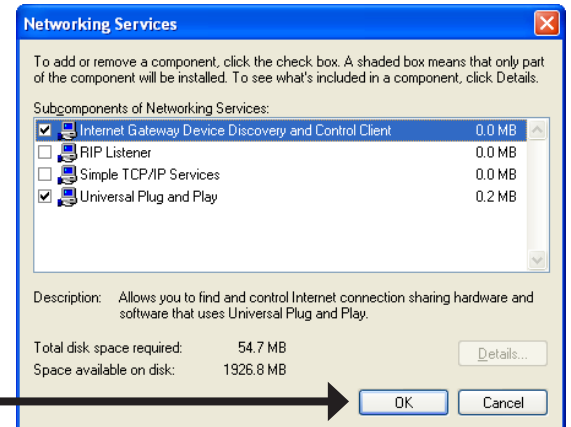 Networking Services
To add or remove a component, click the check box. A shaded box means that only part
of the component will be installed. To see what's included in a component, click Details.
Subcomponents of Networking Services:
Internet Gateway Device Discovery and Control Client 0.0 MB
RIP Listener 0.0 MB
Simple TCP/IP Services 0.0 MB
Universal Plug and Play 0.2 MB
Description: Allows you to find and control Internet connection sharing hardware and
software that uses Universal Plug and Play.
Total disk space required: 54.7 MB
Space available on disk: 1926.8 MB
Details...
OK Cancel